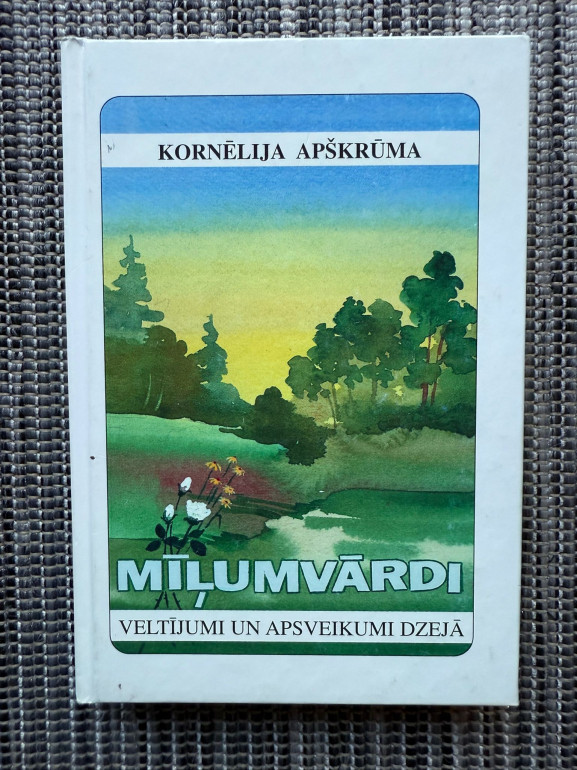 KORNĒLIJA APŠKRŪMA
MĪĻUMVĀRDI
VELTĪJUMI UN APSVEIKUMI DZEJĀ